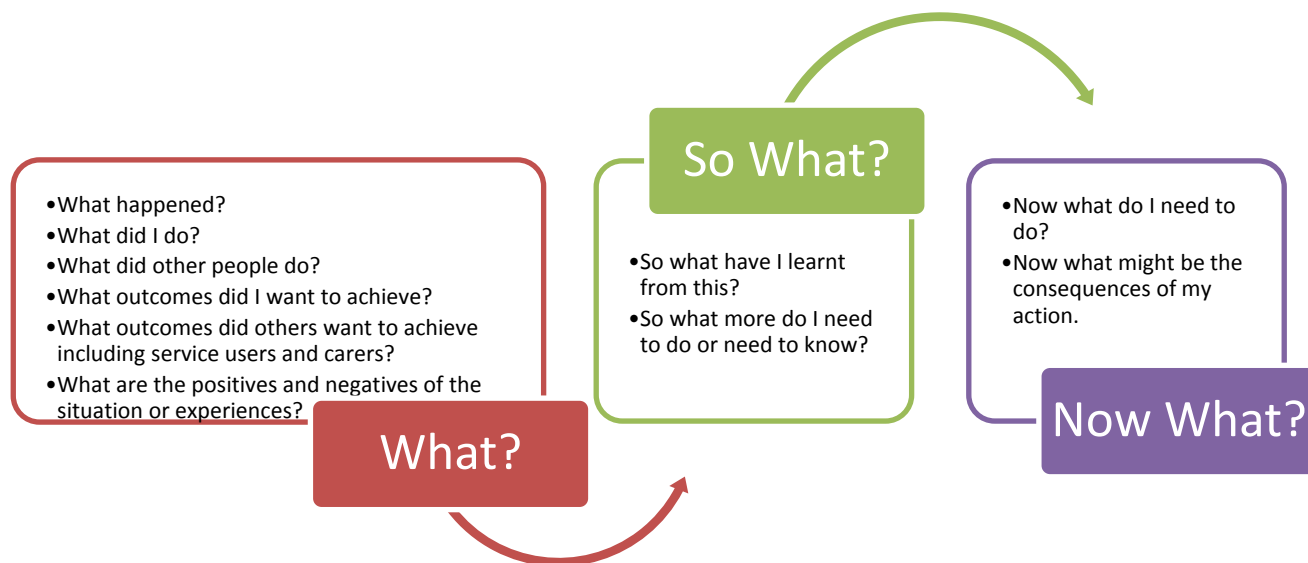 •What happened?
•What did I do?
•What did other people do?
•What outcomes did I want to achieve?
•What outcomes did others want to achieve
including service users and carers?
•What are the positives and negatives of the
situation or experiences?
What?
So What?
•So what have I learnt
from this?
•So what more do I need
to do or need to know?
•Now what do I need to
do?
•Now what might be the
consequences of my
action.
Now What?